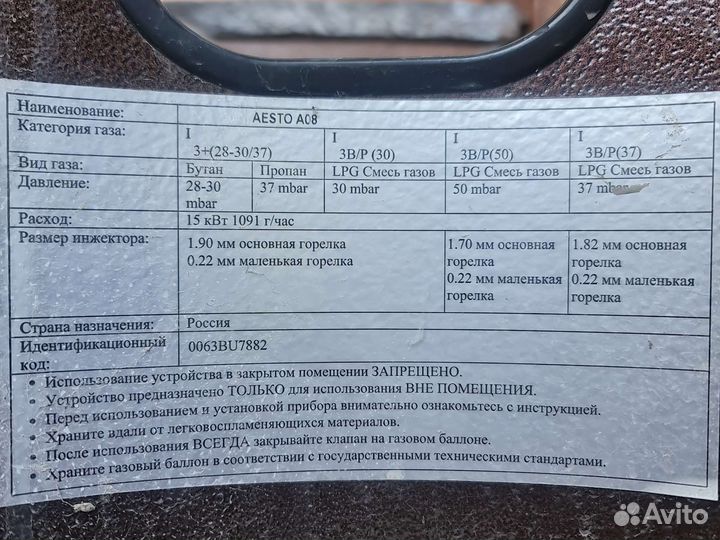 Наименование: AESTO A08
Категория газа: I 3+(28-30/37) I 3B/P (30) I 3B/P(50) I 3B/P(37)
Вид газа: Бутан Пропан LPG Смесь газов LPG Смесь газов LPG Смесь газов
Давление: 28-30 mbar 37 mbar 30 mbar 50 mbar 37 mbar
Расход: 15 кВт 1091 г/час
Размер инжектора: 1.90 мм основная горелка 0.22 мм маленькая горелка 1.70 мм основная горелка 0.22 мм маленькая горелка 1.82 мм основная горелка 0.22 мм маленькая горелка
Страна назначения: Россия
Идентификационный код: 0063BU7882
• Использование устройства в закрытом помещении ЗАПРЕЩЕНО.
• Устройство предназначено ТОЛЬКО для использования ВНЕ ПОМЕЩЕНИЯ.
• Перед использованием и установкой прибора внимательно ознакомьтесь с инструкцией.
• Храните вдали от легковоспламеняющихся материалов.
• После использования ВСЕГДА закрывайте клапан на газовом баллоне.
• Храните газовый баллон в соответствии с государственными техническими стандартами.
Avito